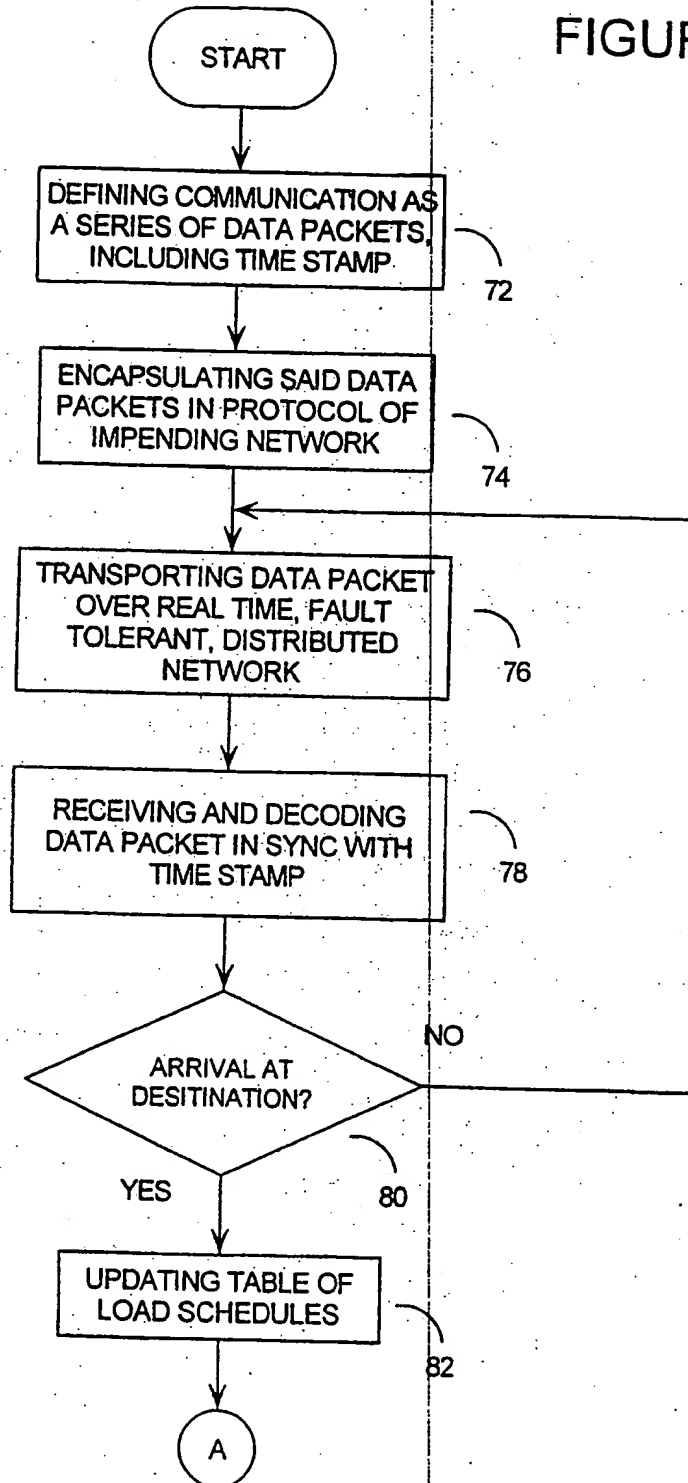 FIGUR
START
DEFINING COMMUNICATION AS
A SERIES OF DATA PACKETS,
INCLUDING TIME STAMP
72
ENCAPSULATING SAID DATA
PACKETS IN PROTOCOL OF
IMPENDING NETWORK
74
TRANSPORTING DATA PACKET
OVER REAL TIME, FAULT
TOLERANT, DISTRIBUTED
NETWORK
76
RECEIVING AND DECODING
DATA PACKET IN SYNC WITH
TIME STAMP
78
NO
ARRIVAL AT
DESITINATION?
80
YES
UPDATING TABLE OF
LOAD SCHEDULES
82
A